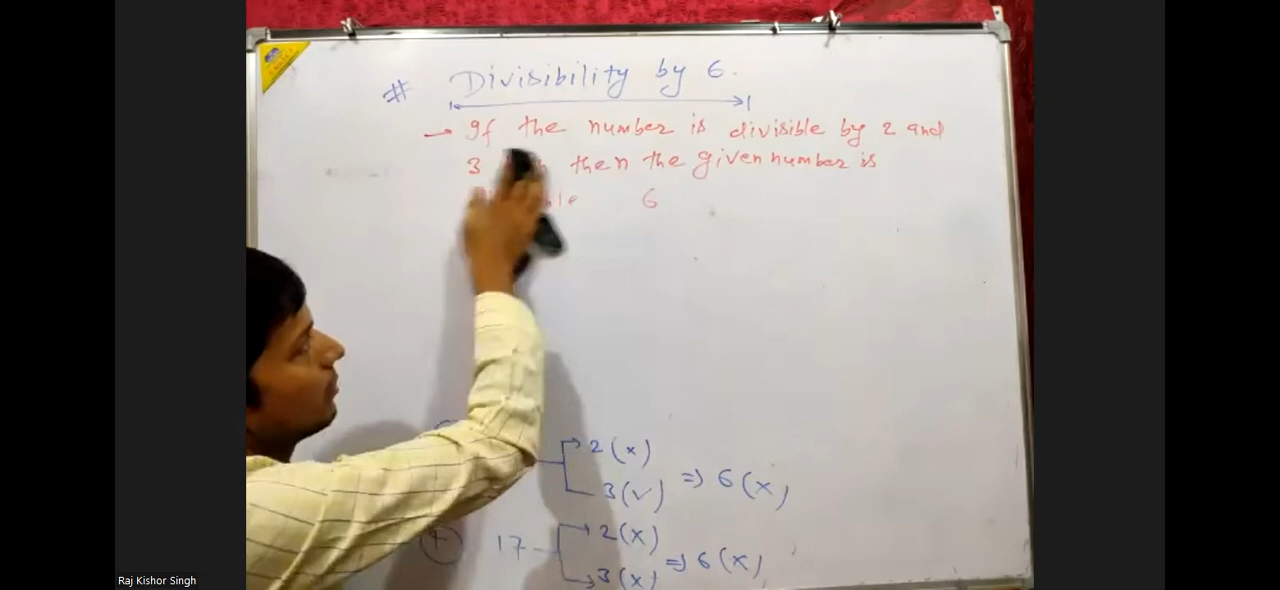 # Divisibility by 6.
→ If the number is divisible by 2 and
3 then the given number is
6
2(x)
3(✓) ⇒ 6(x)
17 2(x)
3(x) ⇒ 6(x)
Raj Kishor Singh